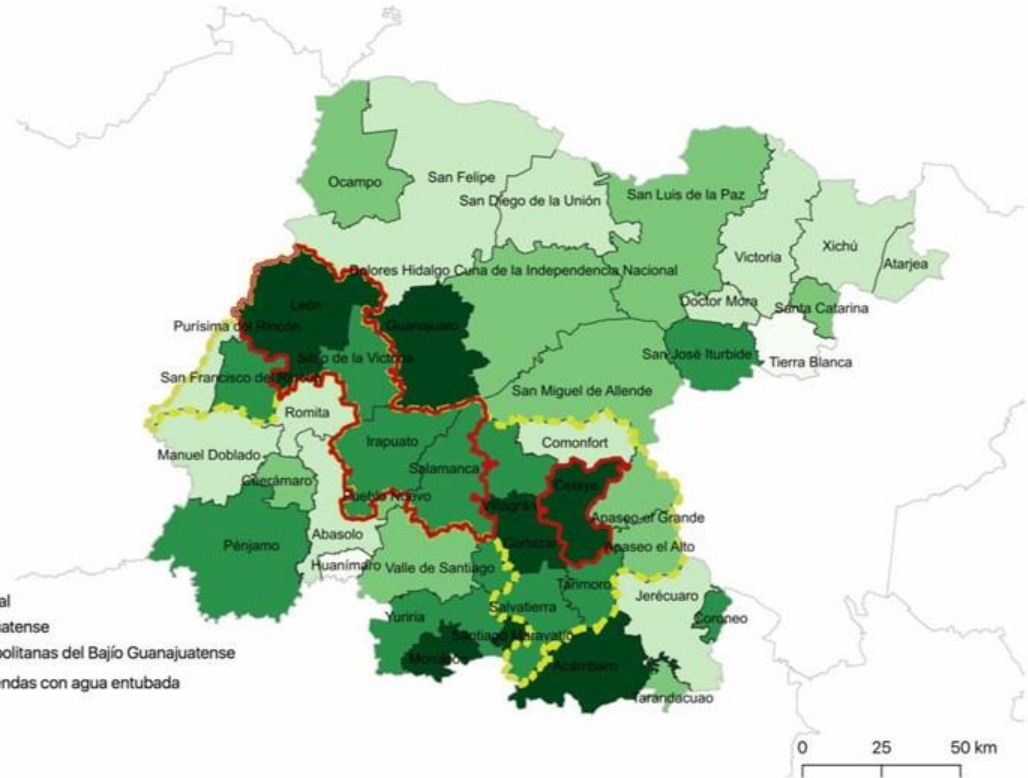 Ocampo
San Felipe
San Diego de la Unión
San Luis de la Paz
Victoria
Xichú
Atarjea
Dolores Hidalgo Cuna de la Independencia Nacional
León
Guanajuato
Doctor Mora
Santa Catarina
Purísima del Rincón
Silao de la Victoria
San José Iturbide
Tierra Blanca
San Francisco del Rincón
San Miguel de Allende
Romita
Irapuato
Comonfort
Manuel Doblado
Salamanca
Cuerámaro
Celaya
Pueblo Nuevo
Villagrán
Apaseo el Grande
Abasolo
Pénjamo
Cortazar
Apaseo el Alto
Huanímaro
Valle de Santiago
Tarimoro
Jerécuaro
al
Yuriria
Salvatierra
Coroneo
uatense
Santiago Maravatío
politanas del Bajío Guanajuatense
Moroleón
Acámbaro
endas con agua entubada
Tarandacuao
0 25 50 km